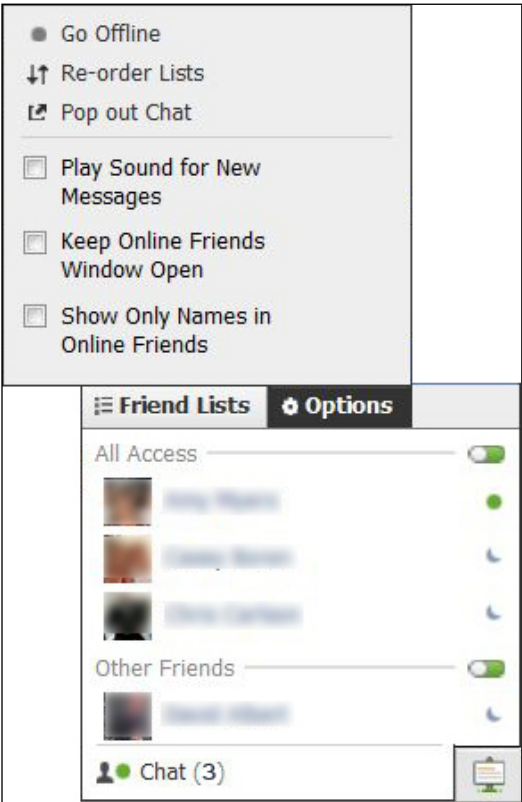 Go Offline
Re-order Lists
Pop out Chat
Play Sound for New
Messages
Keep Online Friends
Window Open
Show Only Names in
Online Friends
Friend Lists Options
All Access
Other Friends
Chat (3)